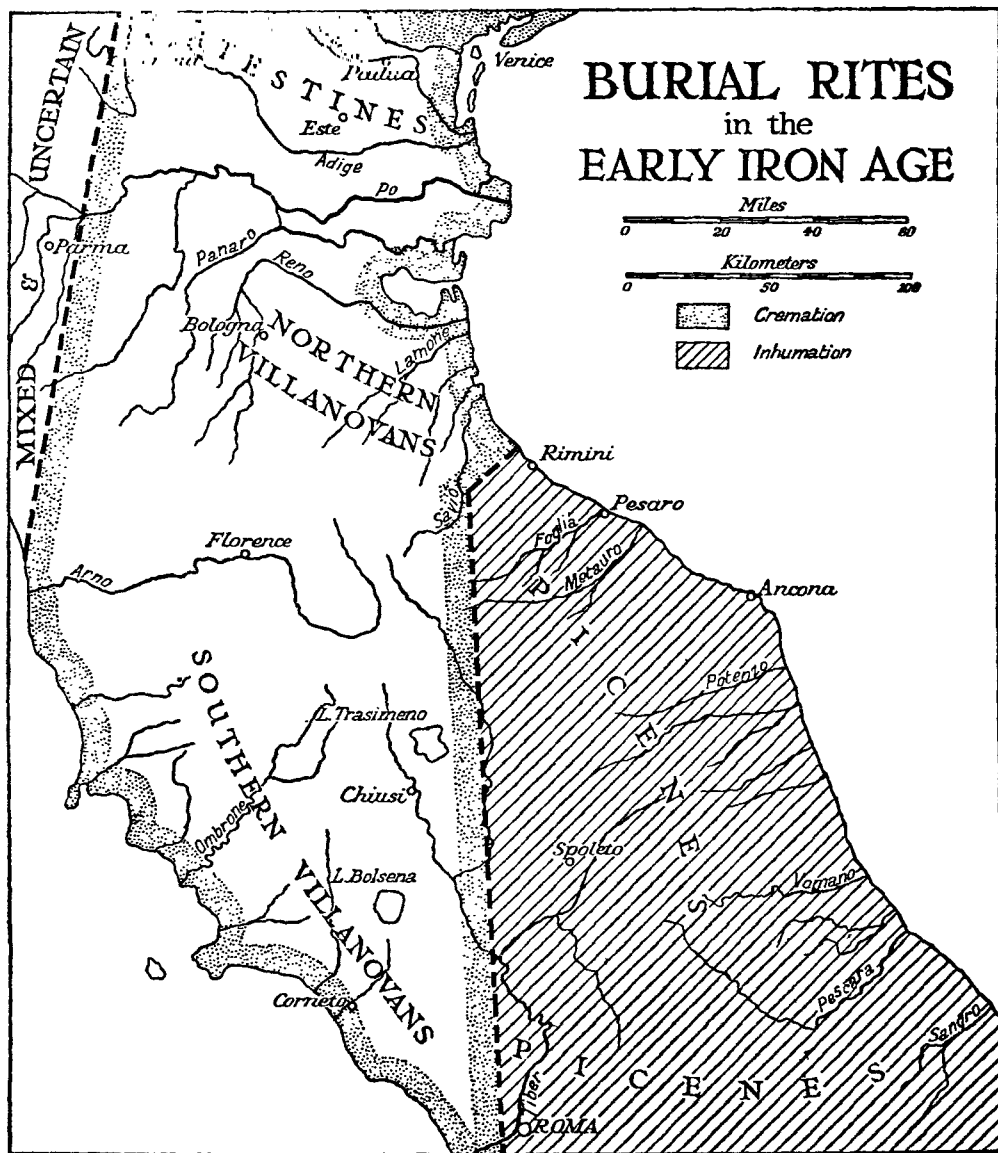 BURIAL RITES
in the
EARLY IRON AGE
Miles
0 20 40 60
Kilometers
0 50 100
Cremation
Inhumation
UNCERTAIN
&
MIXED
Venice
Padua
Este
Adige
Po
Parma
Panaro
Reno
Bologna
NORTHERN
VILLANOVANS
Lamone
Rimini
Savio
Pesaro
Foglia
Metauro
Ancona
Florence
Arno
PICENES
Potento
SOUTHERN
VILLANOVANS
L. Trasimeno
Chiusi
Ombrone
Spoleto
L. Bolsena
Vomano
Corneto
Pescara
Sangro
PICENES
Tiber
ROMA